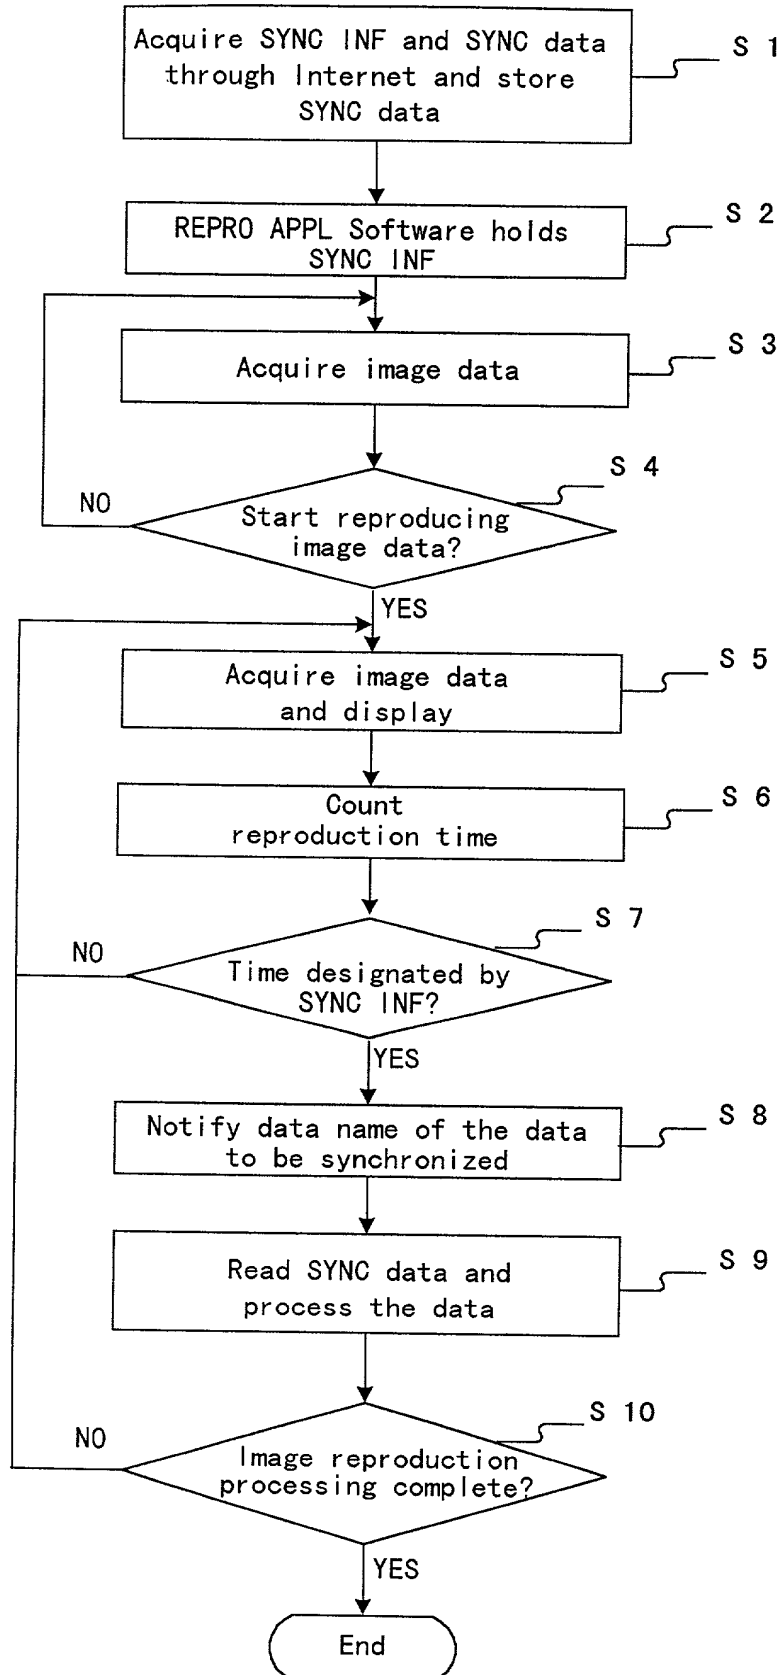 Acquire SYNC INF and SYNC data
through Internet and store
SYNC data
S 1
REPRO APPL Software holds
SYNC INF
S 2
Acquire image data
S 3
Start reproducing
image data?
S 4
NO
YES
Acquire image data
and display
S 5
Count
reproduction time
S 6
Time designated by
SYNC INF?
S 7
NO
YES
Notify data name of the data
to be synchronized
S 8
Read SYNC data and
process the data
S 9
Image reproduction
processing complete?
S 10
NO
YES
End